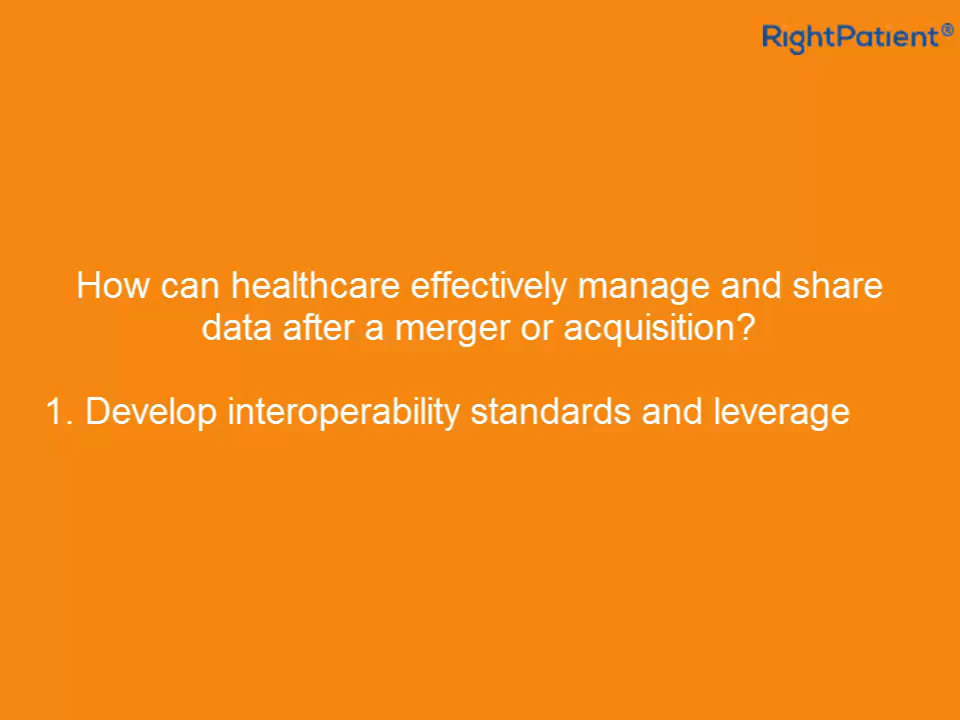 RightPatient®
How can healthcare effectively manage and share
data after a merger or acquisition?
1. Develop interoperability standards and leverage